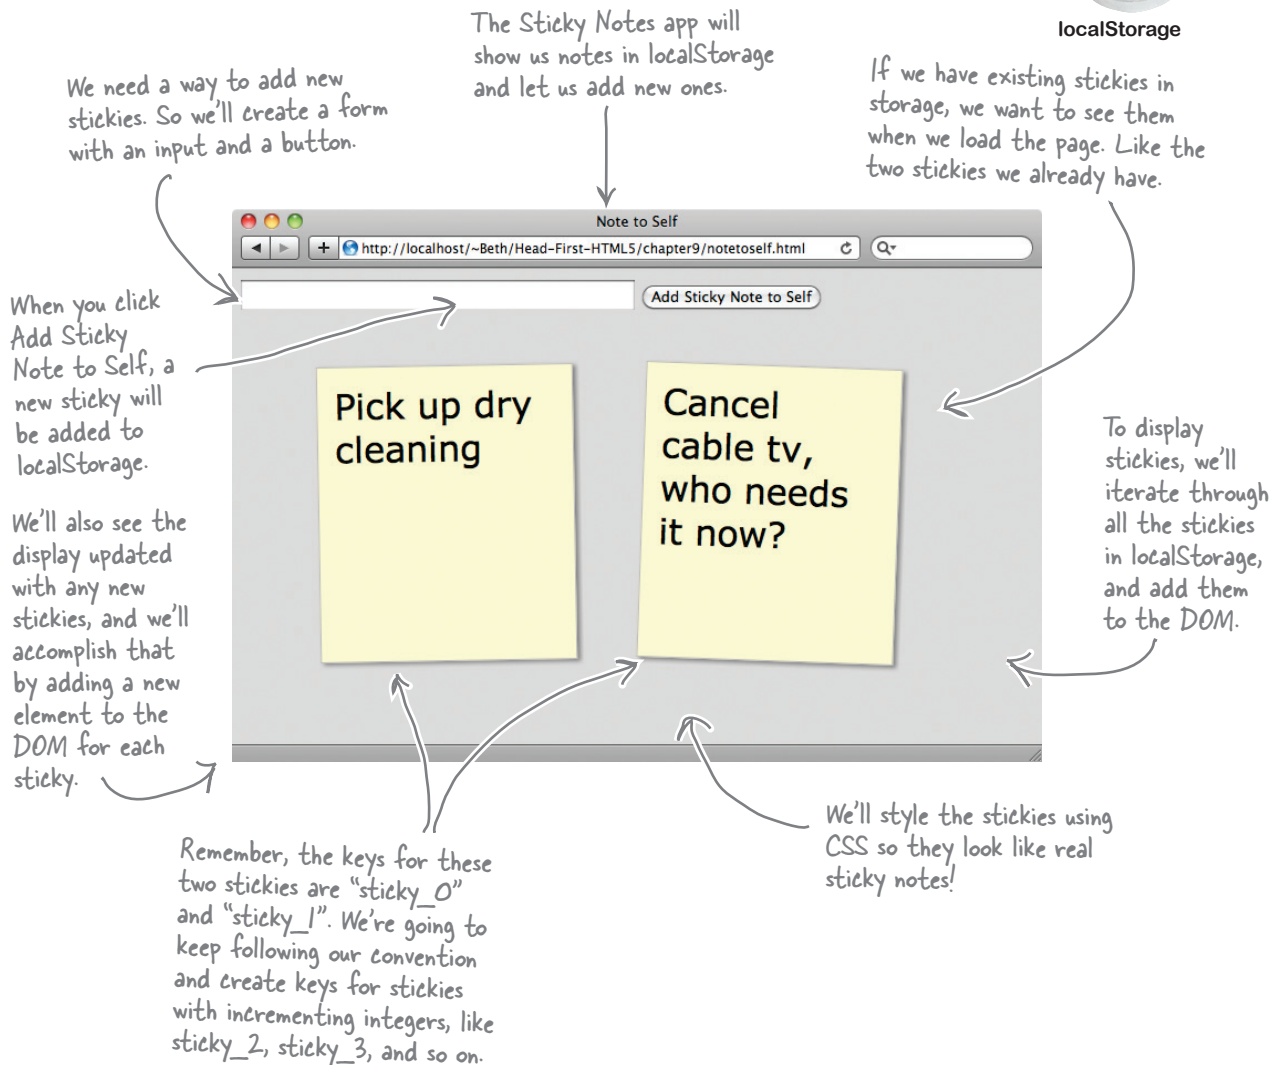 localStorage
The Sticky Notes app will
show us notes in localStorage
and let us add new ones.
We need a way to add new
stickies. So we'll create a form
with an input and a button.
If we have existing stickies in
storage, we want to see them
when we load the page. Like the
two stickies we already have.
Note to Self
http://localhost/~Beth/Head-First-HTML5/chapter9/notetoself.html
Add Sticky Note to Self
When you click
Add Sticky
Note to Self, a
new sticky will
be added to
localStorage.
Pick up dry
cleaning
Cancel
cable tv,
who needs
it now?
To display
stickies, we'll
iterate through
all the stickies
in localStorage,
and add them
to the DOM.
We'll also see the
display updated
with any new
stickies, and we'll
accomplish that
by adding a new
element to the
DOM for each
sticky.
We'll style the stickies using
CSS so they look like real
sticky notes!
Remember, the keys for these
two stickies are "sticky_0"
and "sticky_1". We're going to
keep following our convention
and create keys for stickies
with incrementing integers, like
sticky_2, sticky_3, and so on.